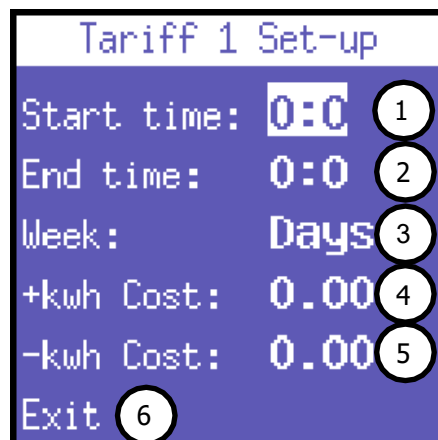 Tariff 1 Set-up
Start time: 0:0 1
End time: 0:0 2
Week: Days 3
+kwh Cost: 0.00 4
-kwh Cost: 0.00 5
Exit 6